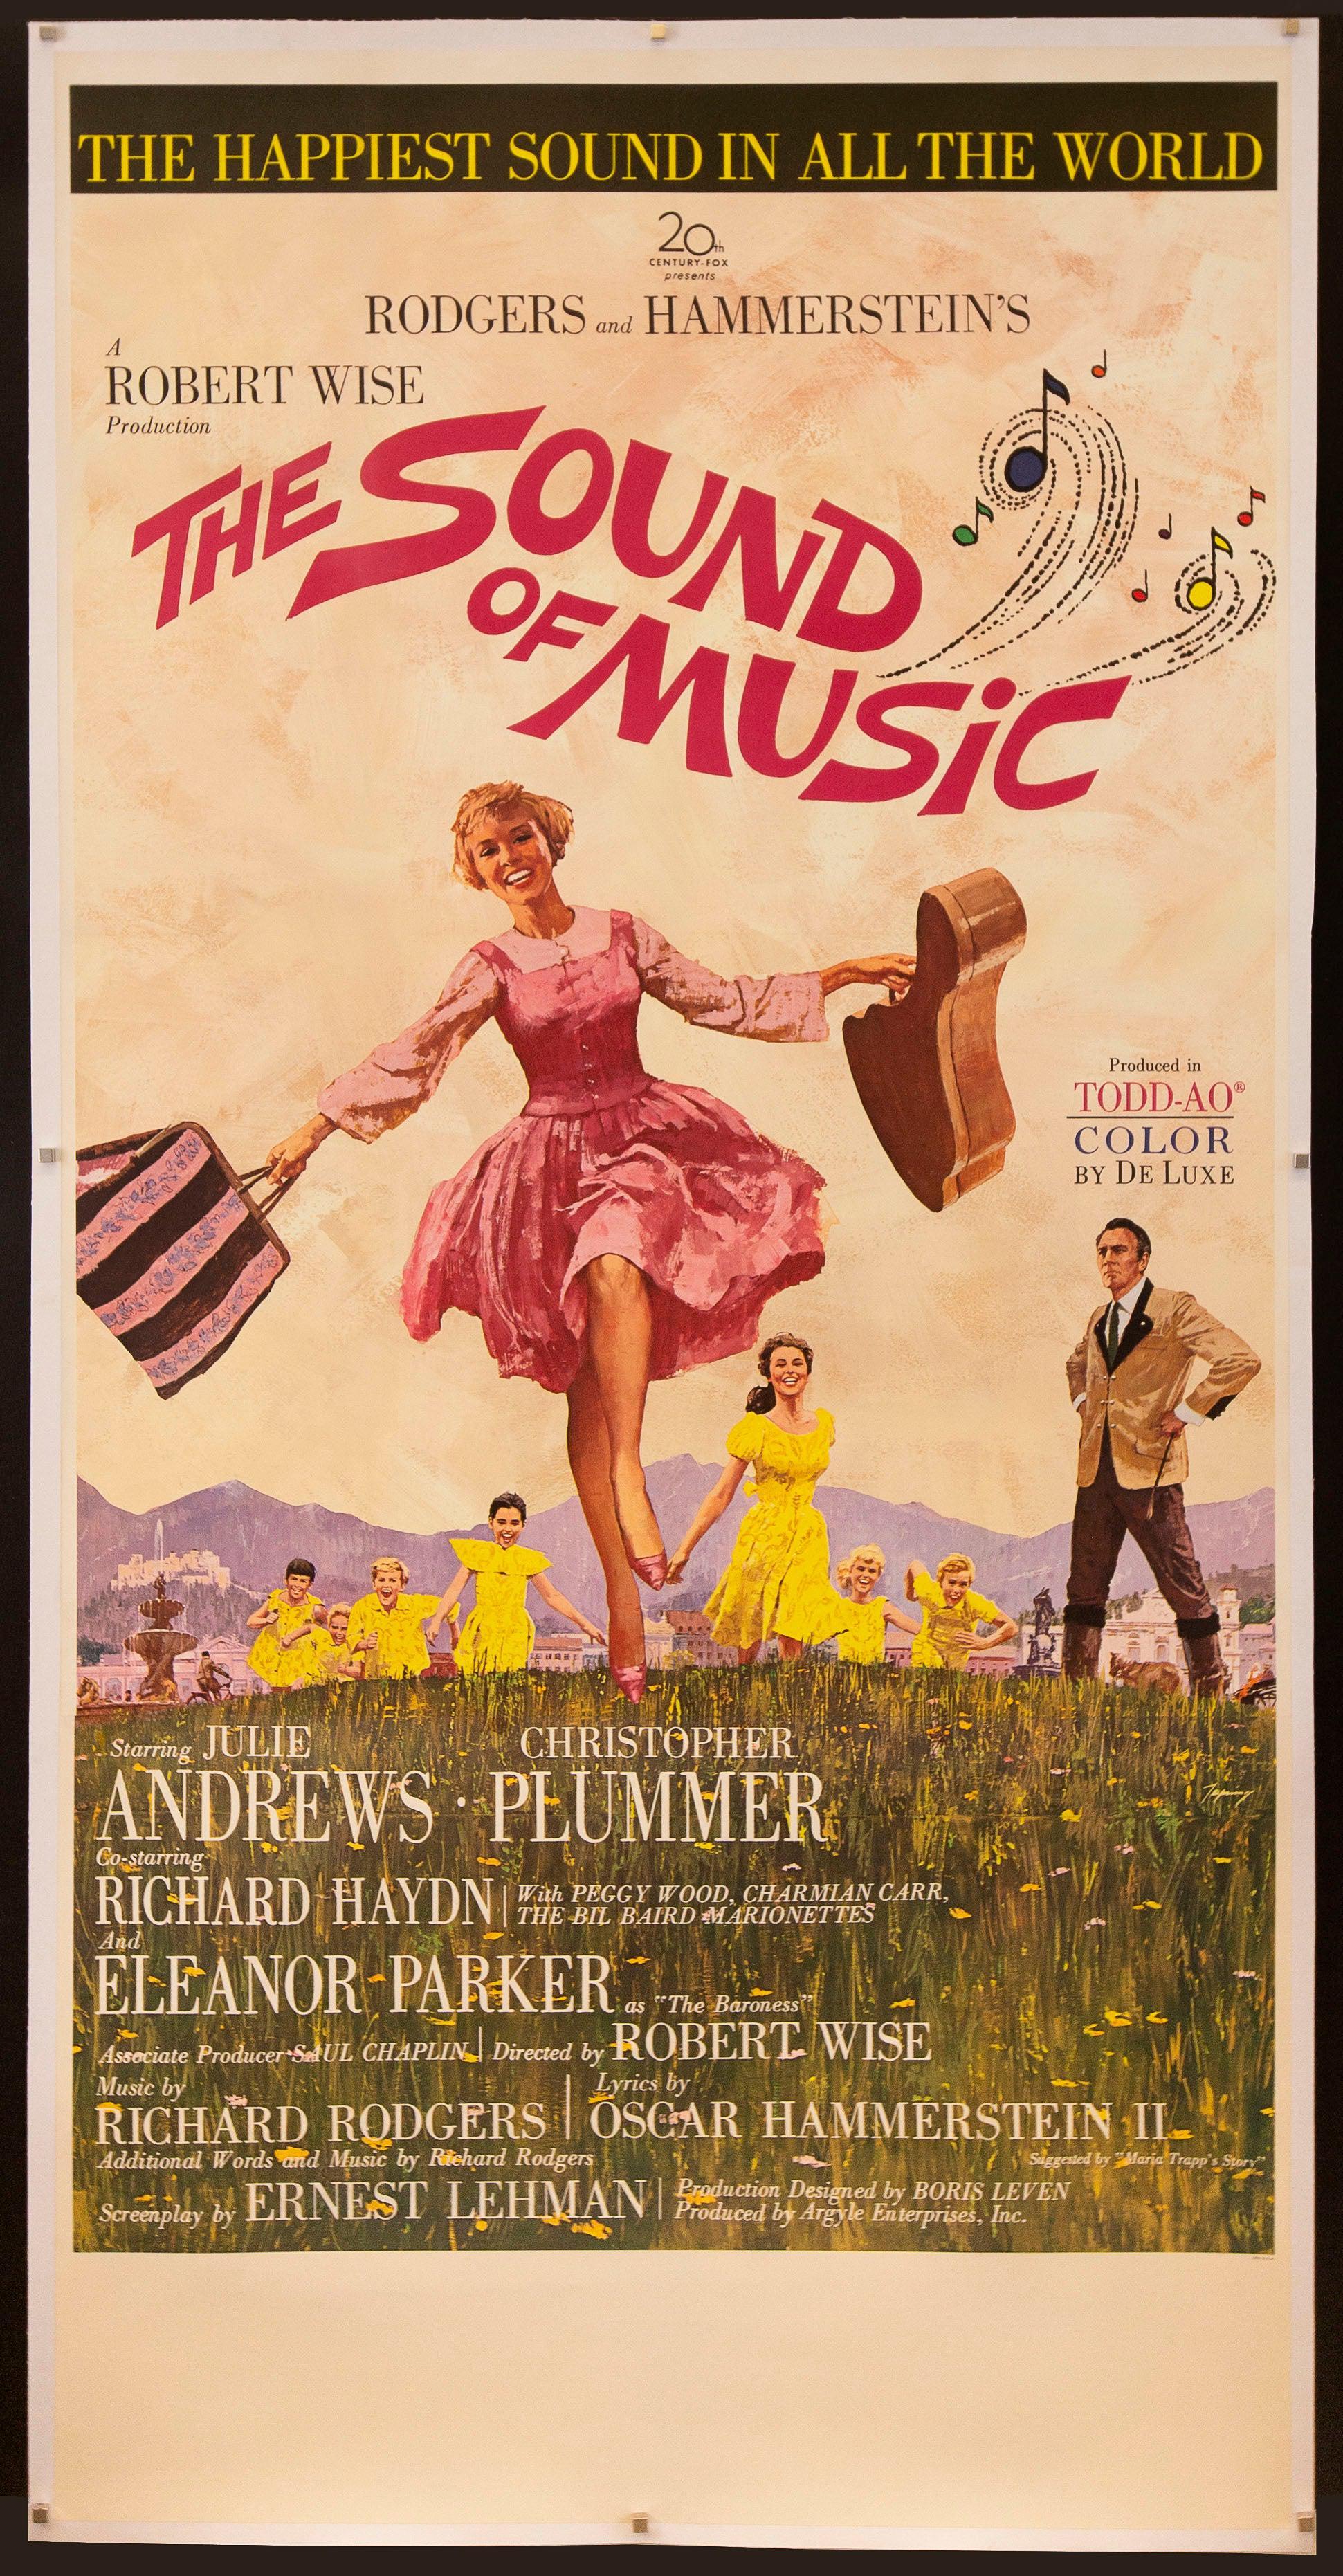 THE HAPPIEST SOUND IN ALL THE WORLD
20th
CENTURY-FOX
presents
RODGERS and HAMMERSTEIN'S
A
ROBERT WISE
Production
THE SOUND
OF MUSiC
Produced in
TODD-AO®
COLOR
BY DE LUXE
Starring JULIE CHRISTOPHER
ANDREWS · PLUMMER
Co-starring
RICHARD HAYDN | With PEGGY WOOD, CHARMIAN CARR,
THE BIL BAIRD MARIONETTES
And
ELEANOR PARKER as "The Baroness"
Associate Producer SAUL CHAPLIN | Directed by ROBERT WISE
Music by
RICHARD RODGERS | Lyrics by
OSCAR HAMMERSTEIN II
Additional Words and Music by Richard Rodgers
Suggested by "Maria Trapp's Story"
Screenplay by ERNEST LEHMAN | Production Designed by BORIS LEVEN
Produced by Argyle Enterprises, Inc.